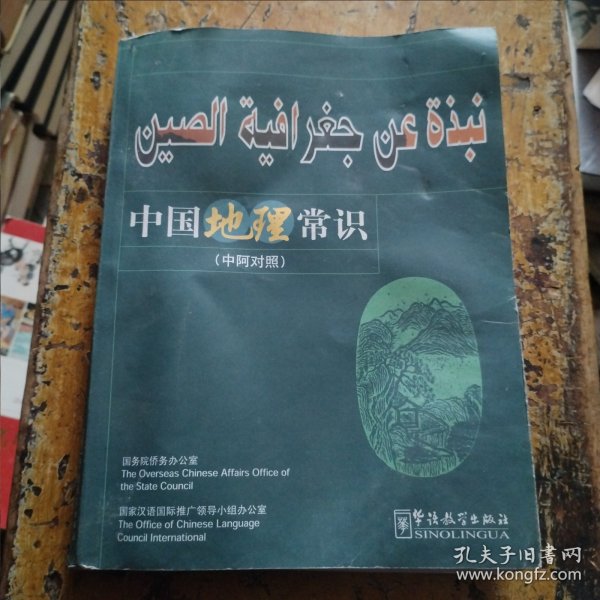 نبذة عن جغرافية الصين
中国地理常识
（中阿对照）
国务院侨务办公室
The Overseas Chinese Affairs Office of
the State Council
国家汉语国际推广领导小组办公室
The Office of Chinese Language
Council International
华语教学出版社
SINOLINGUA
孔夫子旧书网
www.kongfz.com